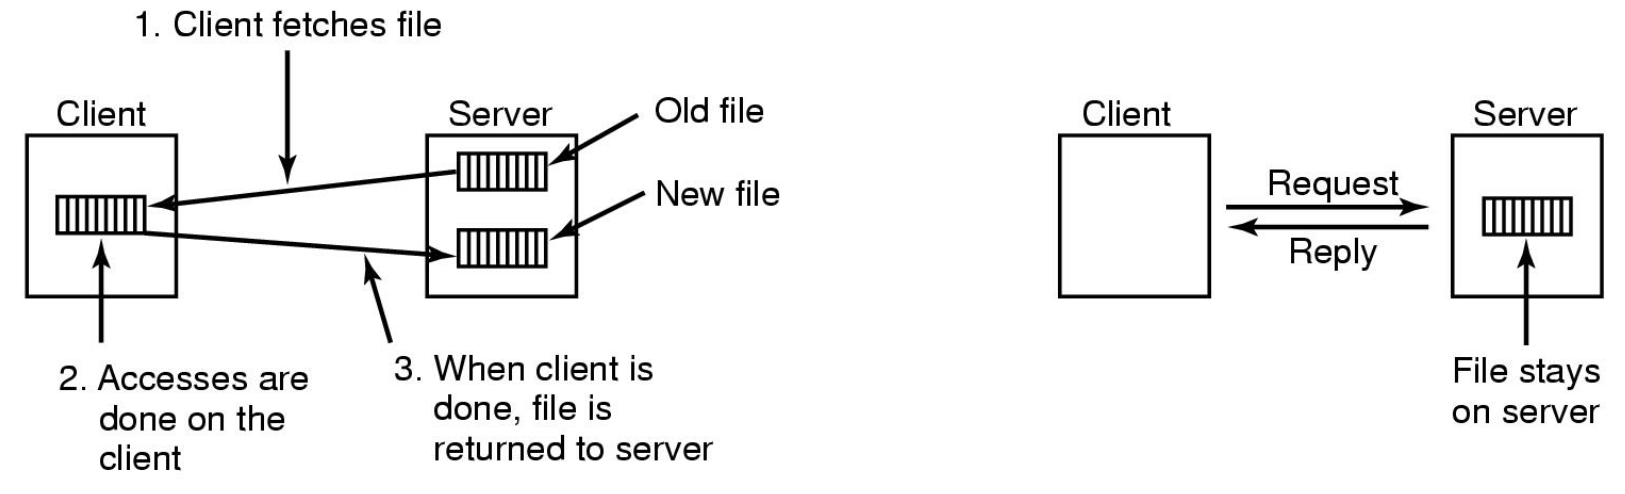 1. Client fetches file
Client
Server
Old file
New file
2. Accesses are
done on the
client
3. When client is
done, file is
returned to server
Client
Server
Request
Reply
File stays
on server